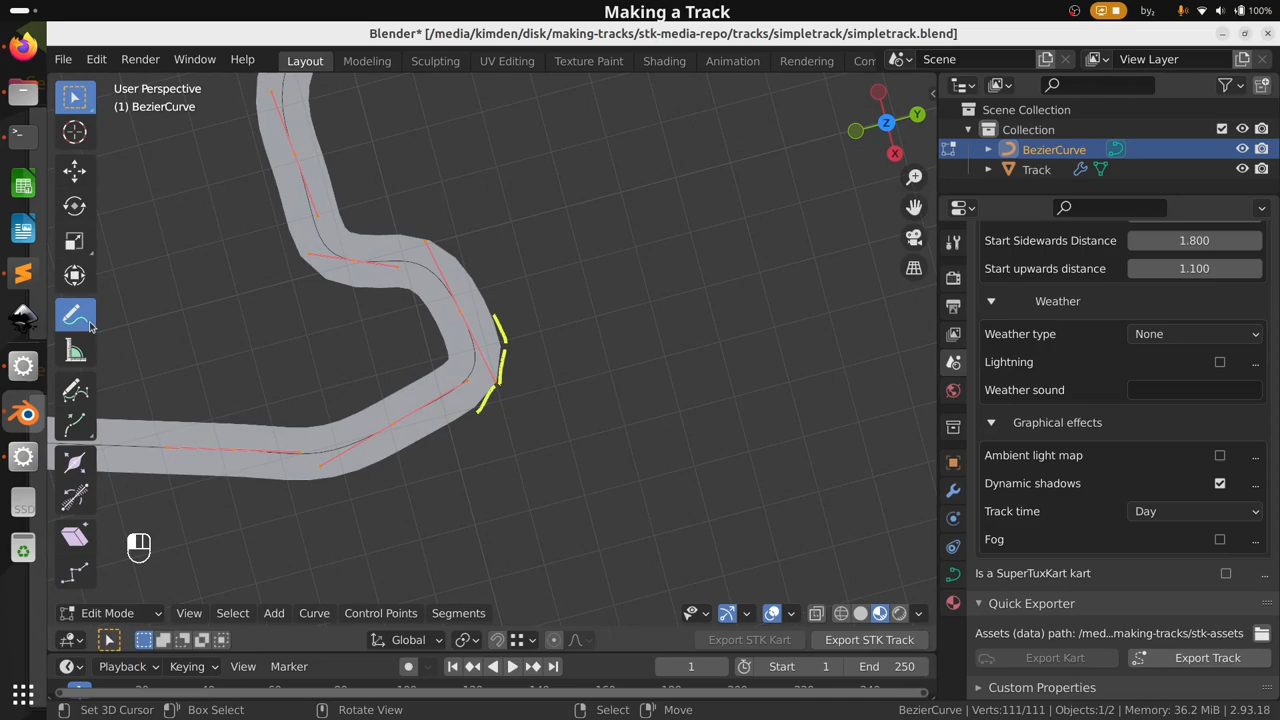 Making a Track
by₂
100%
Blender* [/media/kimden/disk/making-tracks/stk-media-repo/tracks/simpletrack/simpletrack.blend]
File Edit Render Window Help Layout Modeling Sculpting UV Editing Texture Paint Shading Animation Rendering Com Scene View Layer
User Perspective
(1) BezierCurve
Z Y X
Scene Collection
Collection
BezierCurve
Track
Start Sidewards Distance 1.800
Start upwards distance 1.100
Weather
Weather type None
Lightning ...
Weather sound
Graphical effects
Ambient light map ...
Dynamic shadows ...
Track time Day
Fog ...
Is a SuperTuxKart kart
Quick Exporter
Assets (data) path: /med...making-tracks/stk-assets
Export Kart Export Track
Custom Properties
SSD
Edit Mode View Select Add Curve Control Points Segments
Global Export STK Kart Export STK Track
Playback Keying View Marker 1 Start 1 End 250
Set 3D Cursor Box Select Rotate View Select Move BezierCurve | Verts:111/111 | Objects:1/2 | Memory: 36.2 MiB | 2.93.18